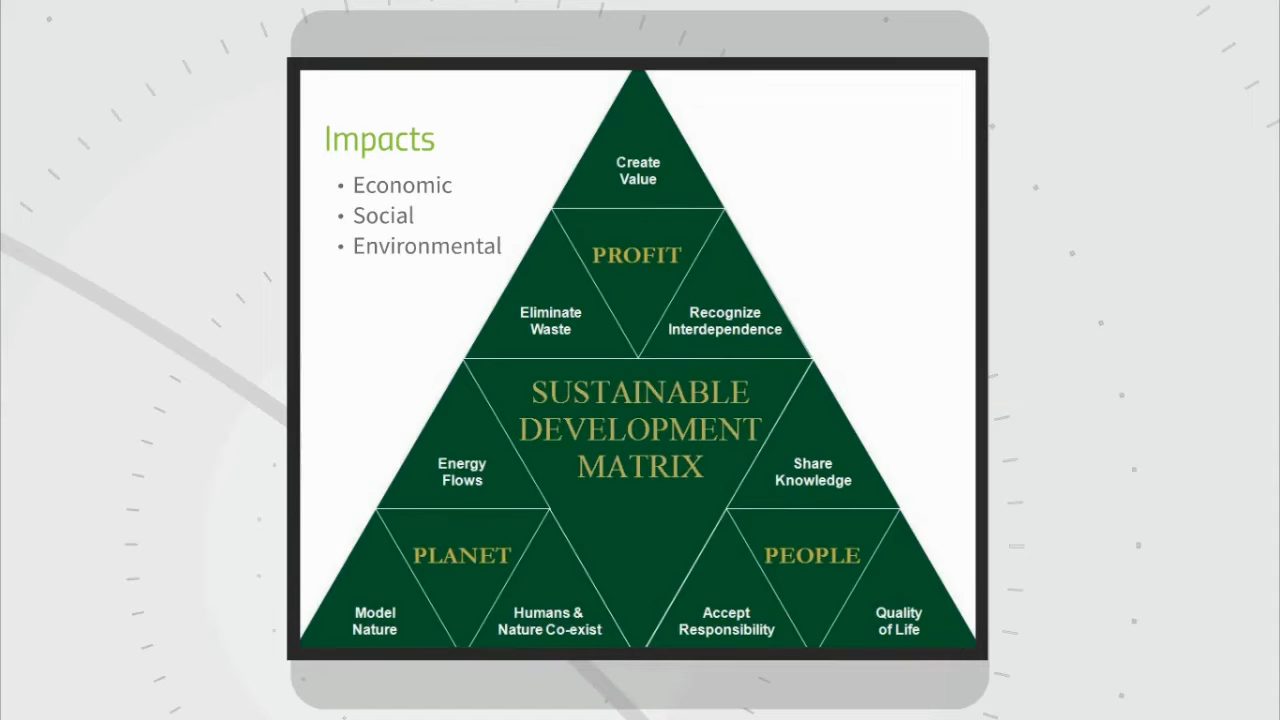 Impacts
• Economic
• Social
• Environmental
Create
Value
PROFIT
Eliminate
Waste
Recognize
Interdependence
SUSTAINABLE
DEVELOPMENT
MATRIX
Energy
Flows
Share
Knowledge
PLANET
PEOPLE
Model
Nature
Humans &
Nature Co-exist
Accept
Responsibility
Quality
of Life